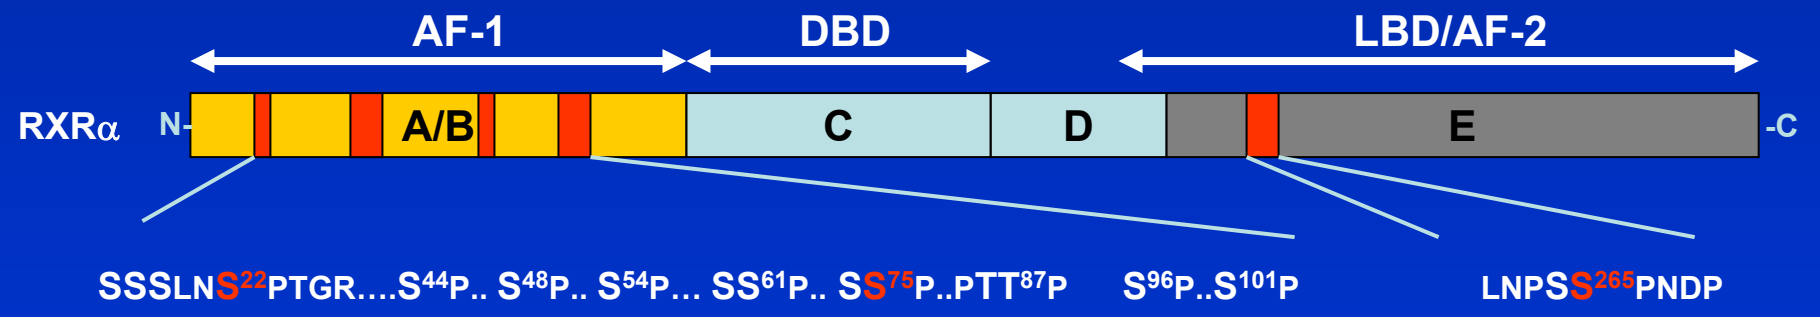 AF-1 DBD LBD/AF-2
RXRα N- A/B C D E -C
SSSLNS22PTGR....S44P.. S48P.. S54P... SS61P.. SS75P..PTT87P S96P..S101P LNPSS265PNDP